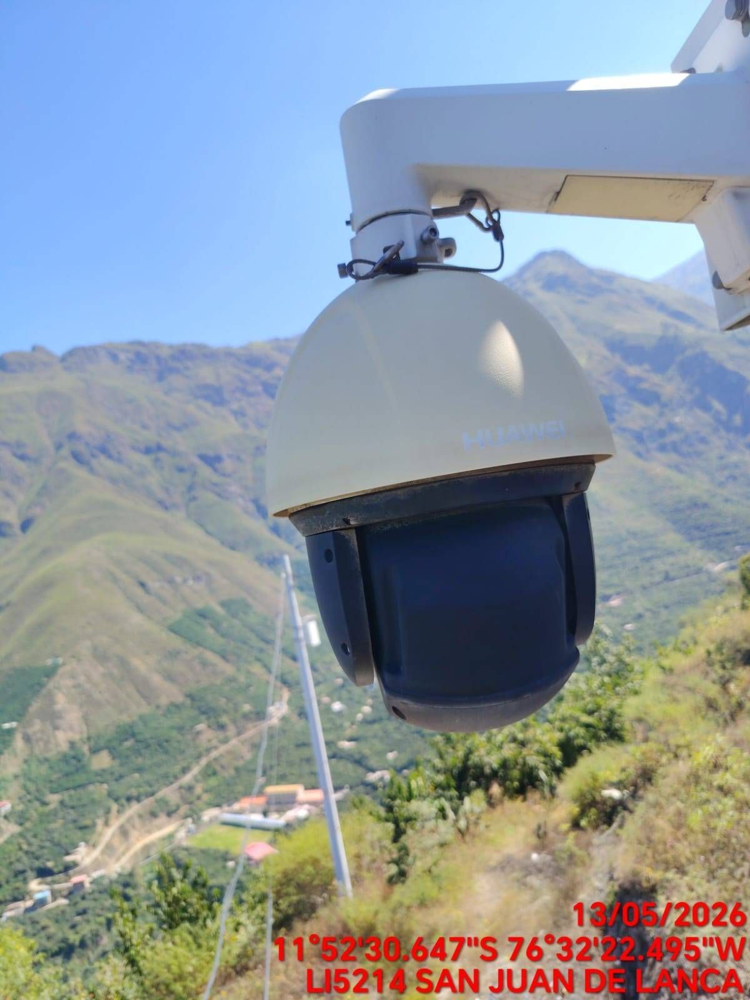 HUAWEI
13/05/2026
11°52'30.647"S 76°32'22.495"W
LI5214 SAN JUAN DE LANCA